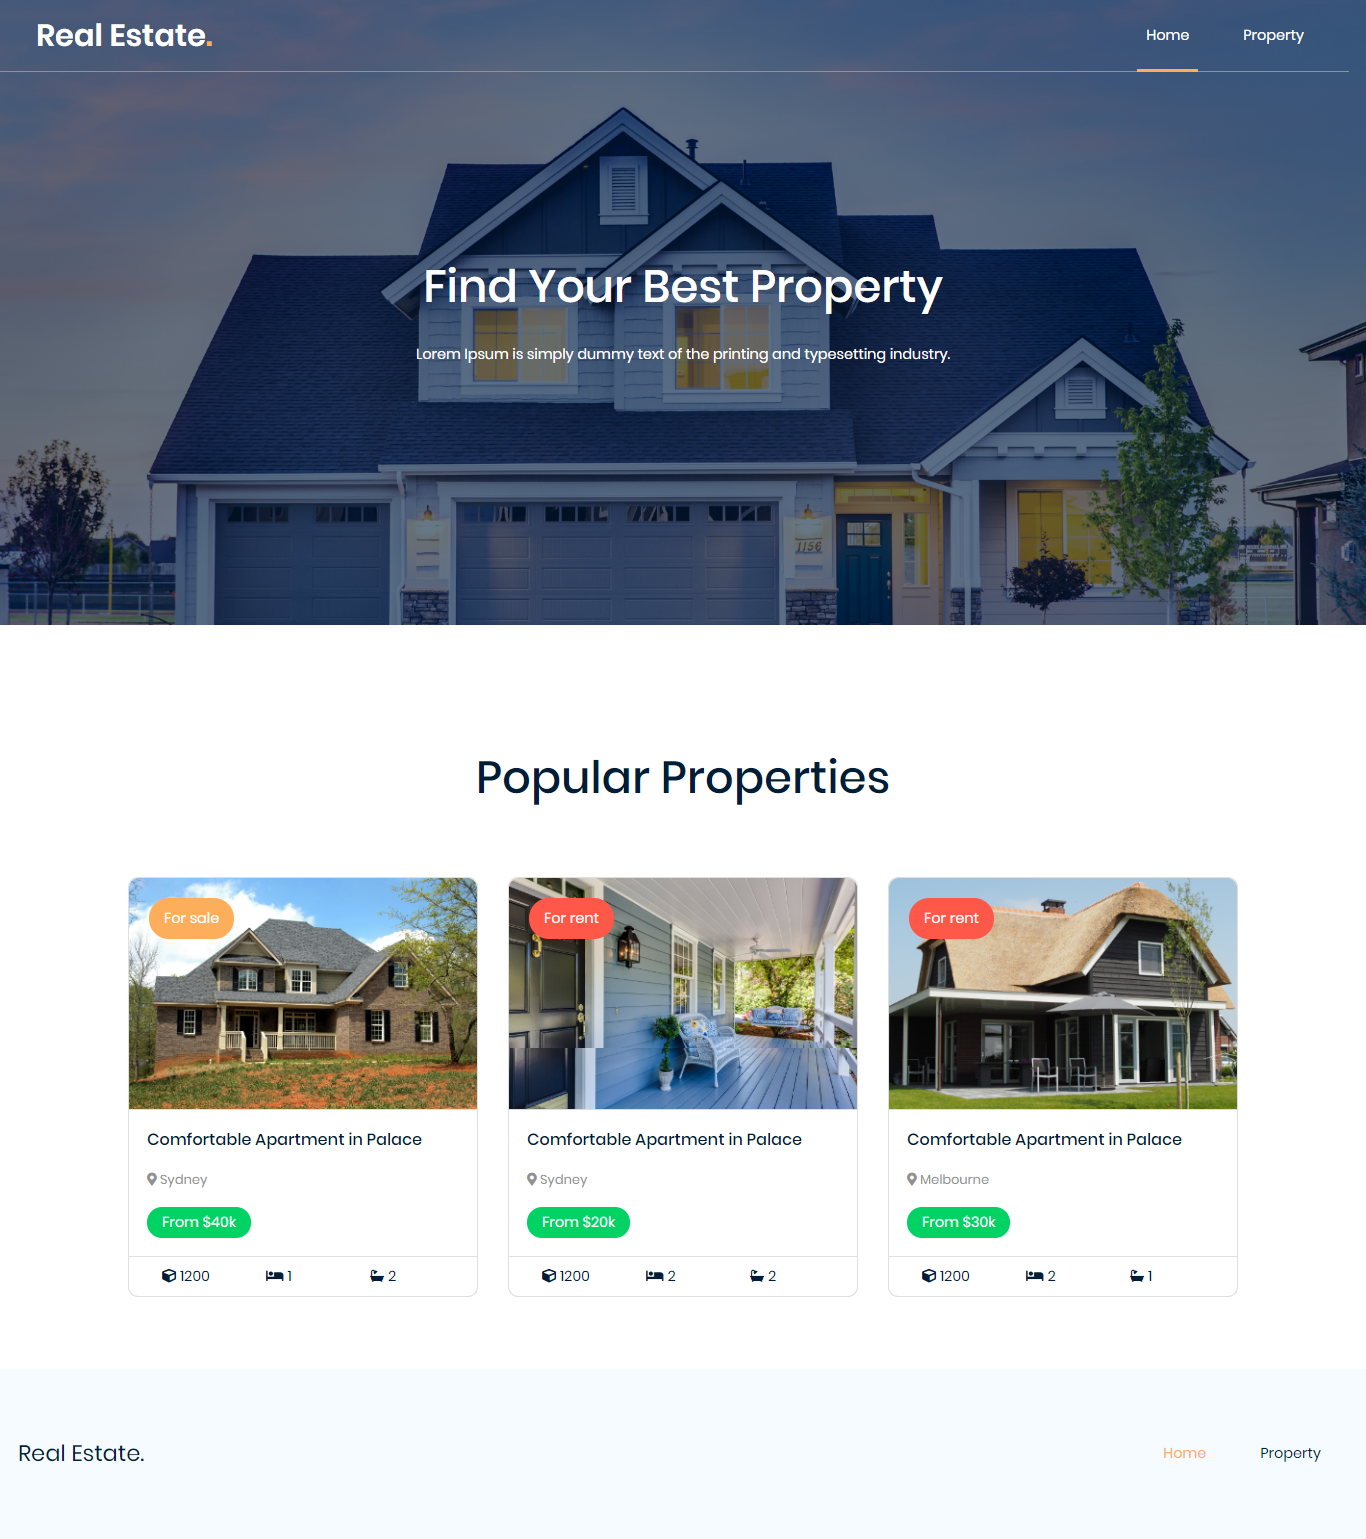 Real Estate.
Home
Property
Find Your Best Property
Lorem Ipsum is simply dummy text of the printing and typesetting industry.
1156
Popular Properties
For sale
For rent
For rent
Comfortable Apartment in Palace
Sydney
From $40k
1200 1 2
Comfortable Apartment in Palace
Sydney
From $20k
1200 2 2
Comfortable Apartment in Palace
Melbourne
From $30k
1200 2 1
Real Estate.
Home
Property